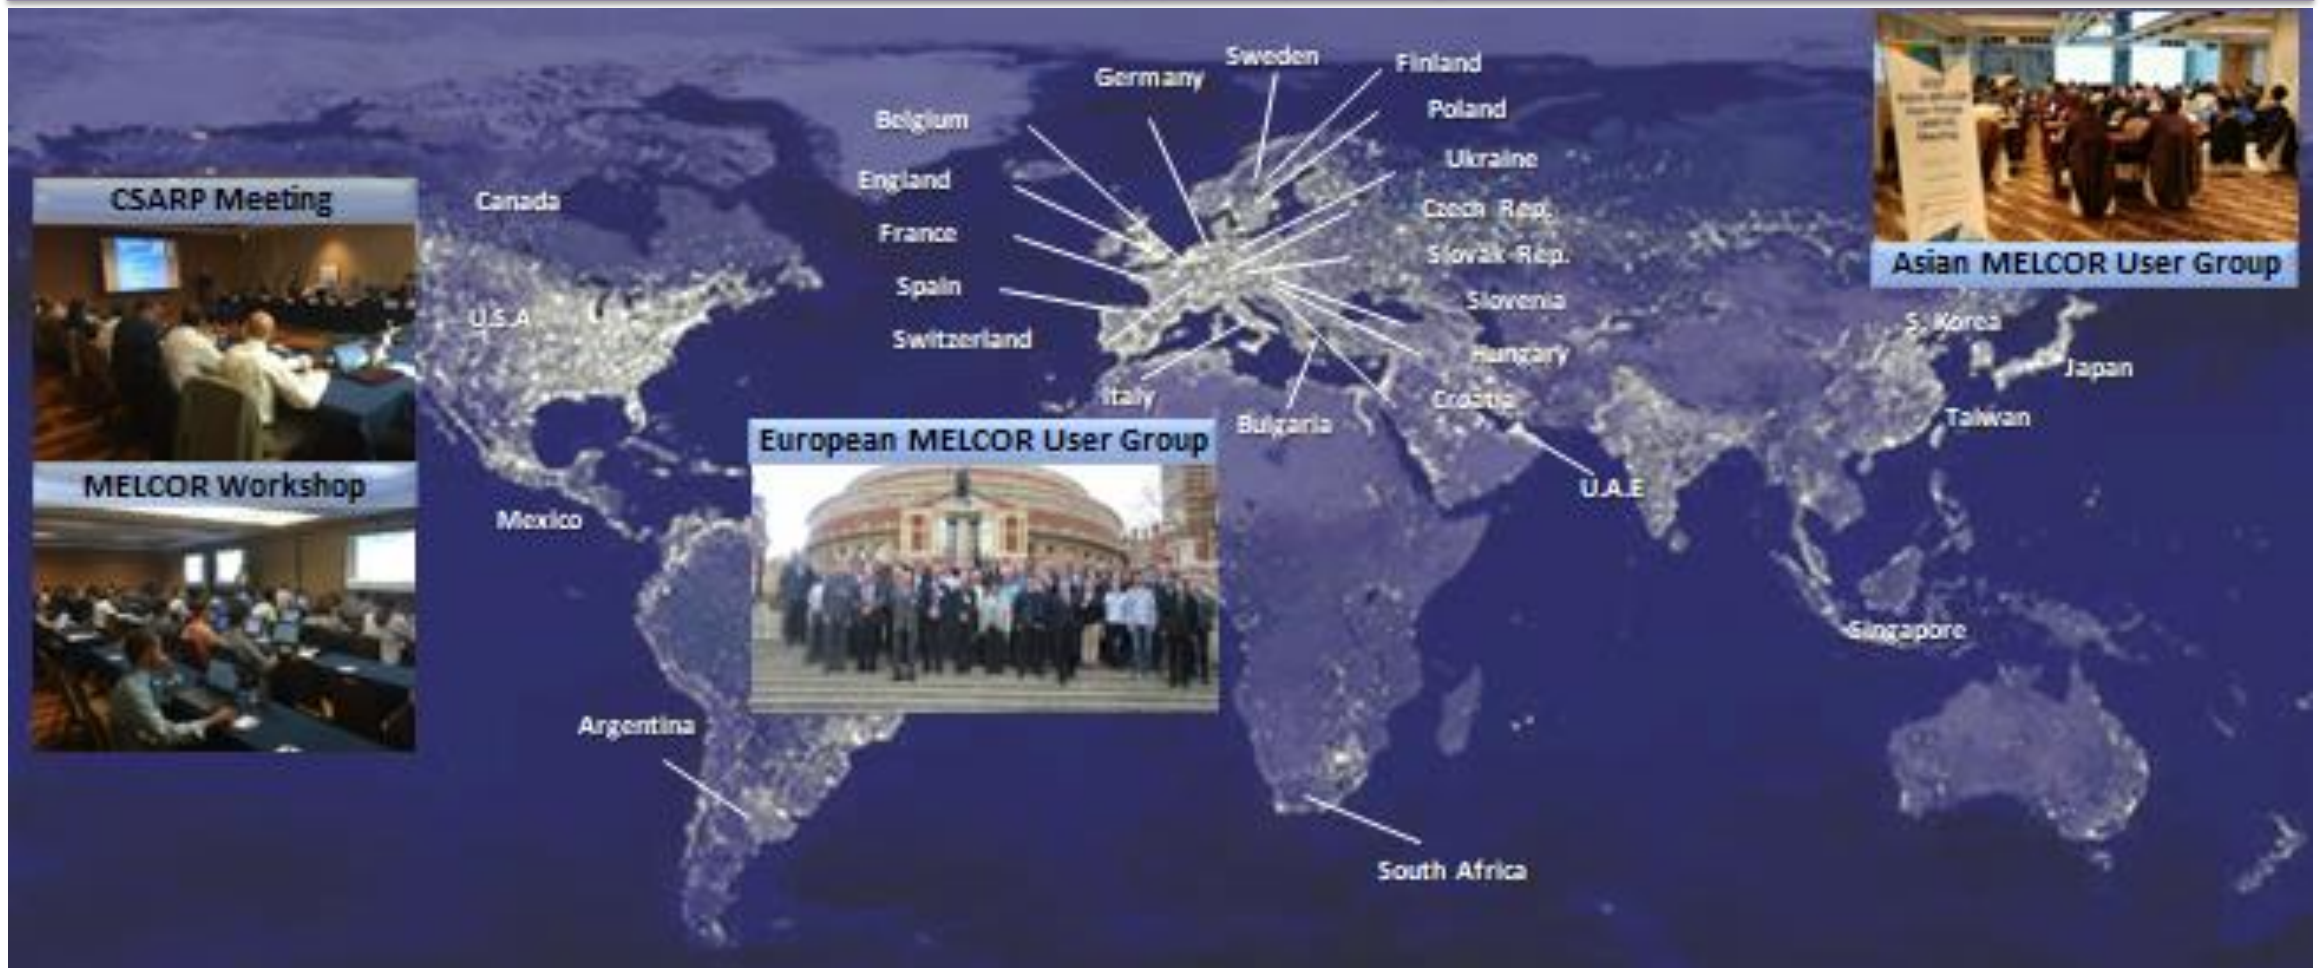 Sweden
Finland
Germany
Poland
Belgium
Ukraine
England
Canada
CSARP Meeting
Czech Rep.
France
Slovak Rep.
Asian MELCOR User Group
Spain
Slovenia
U.S.A
S. Korea
Switzerland
Hungary
Japan
Italy
Croatia
Bulgaria
Taiwan
European MELCOR User Group
MELCOR Workshop
U.A.E
Mexico
Singapore
Argentina
South Africa